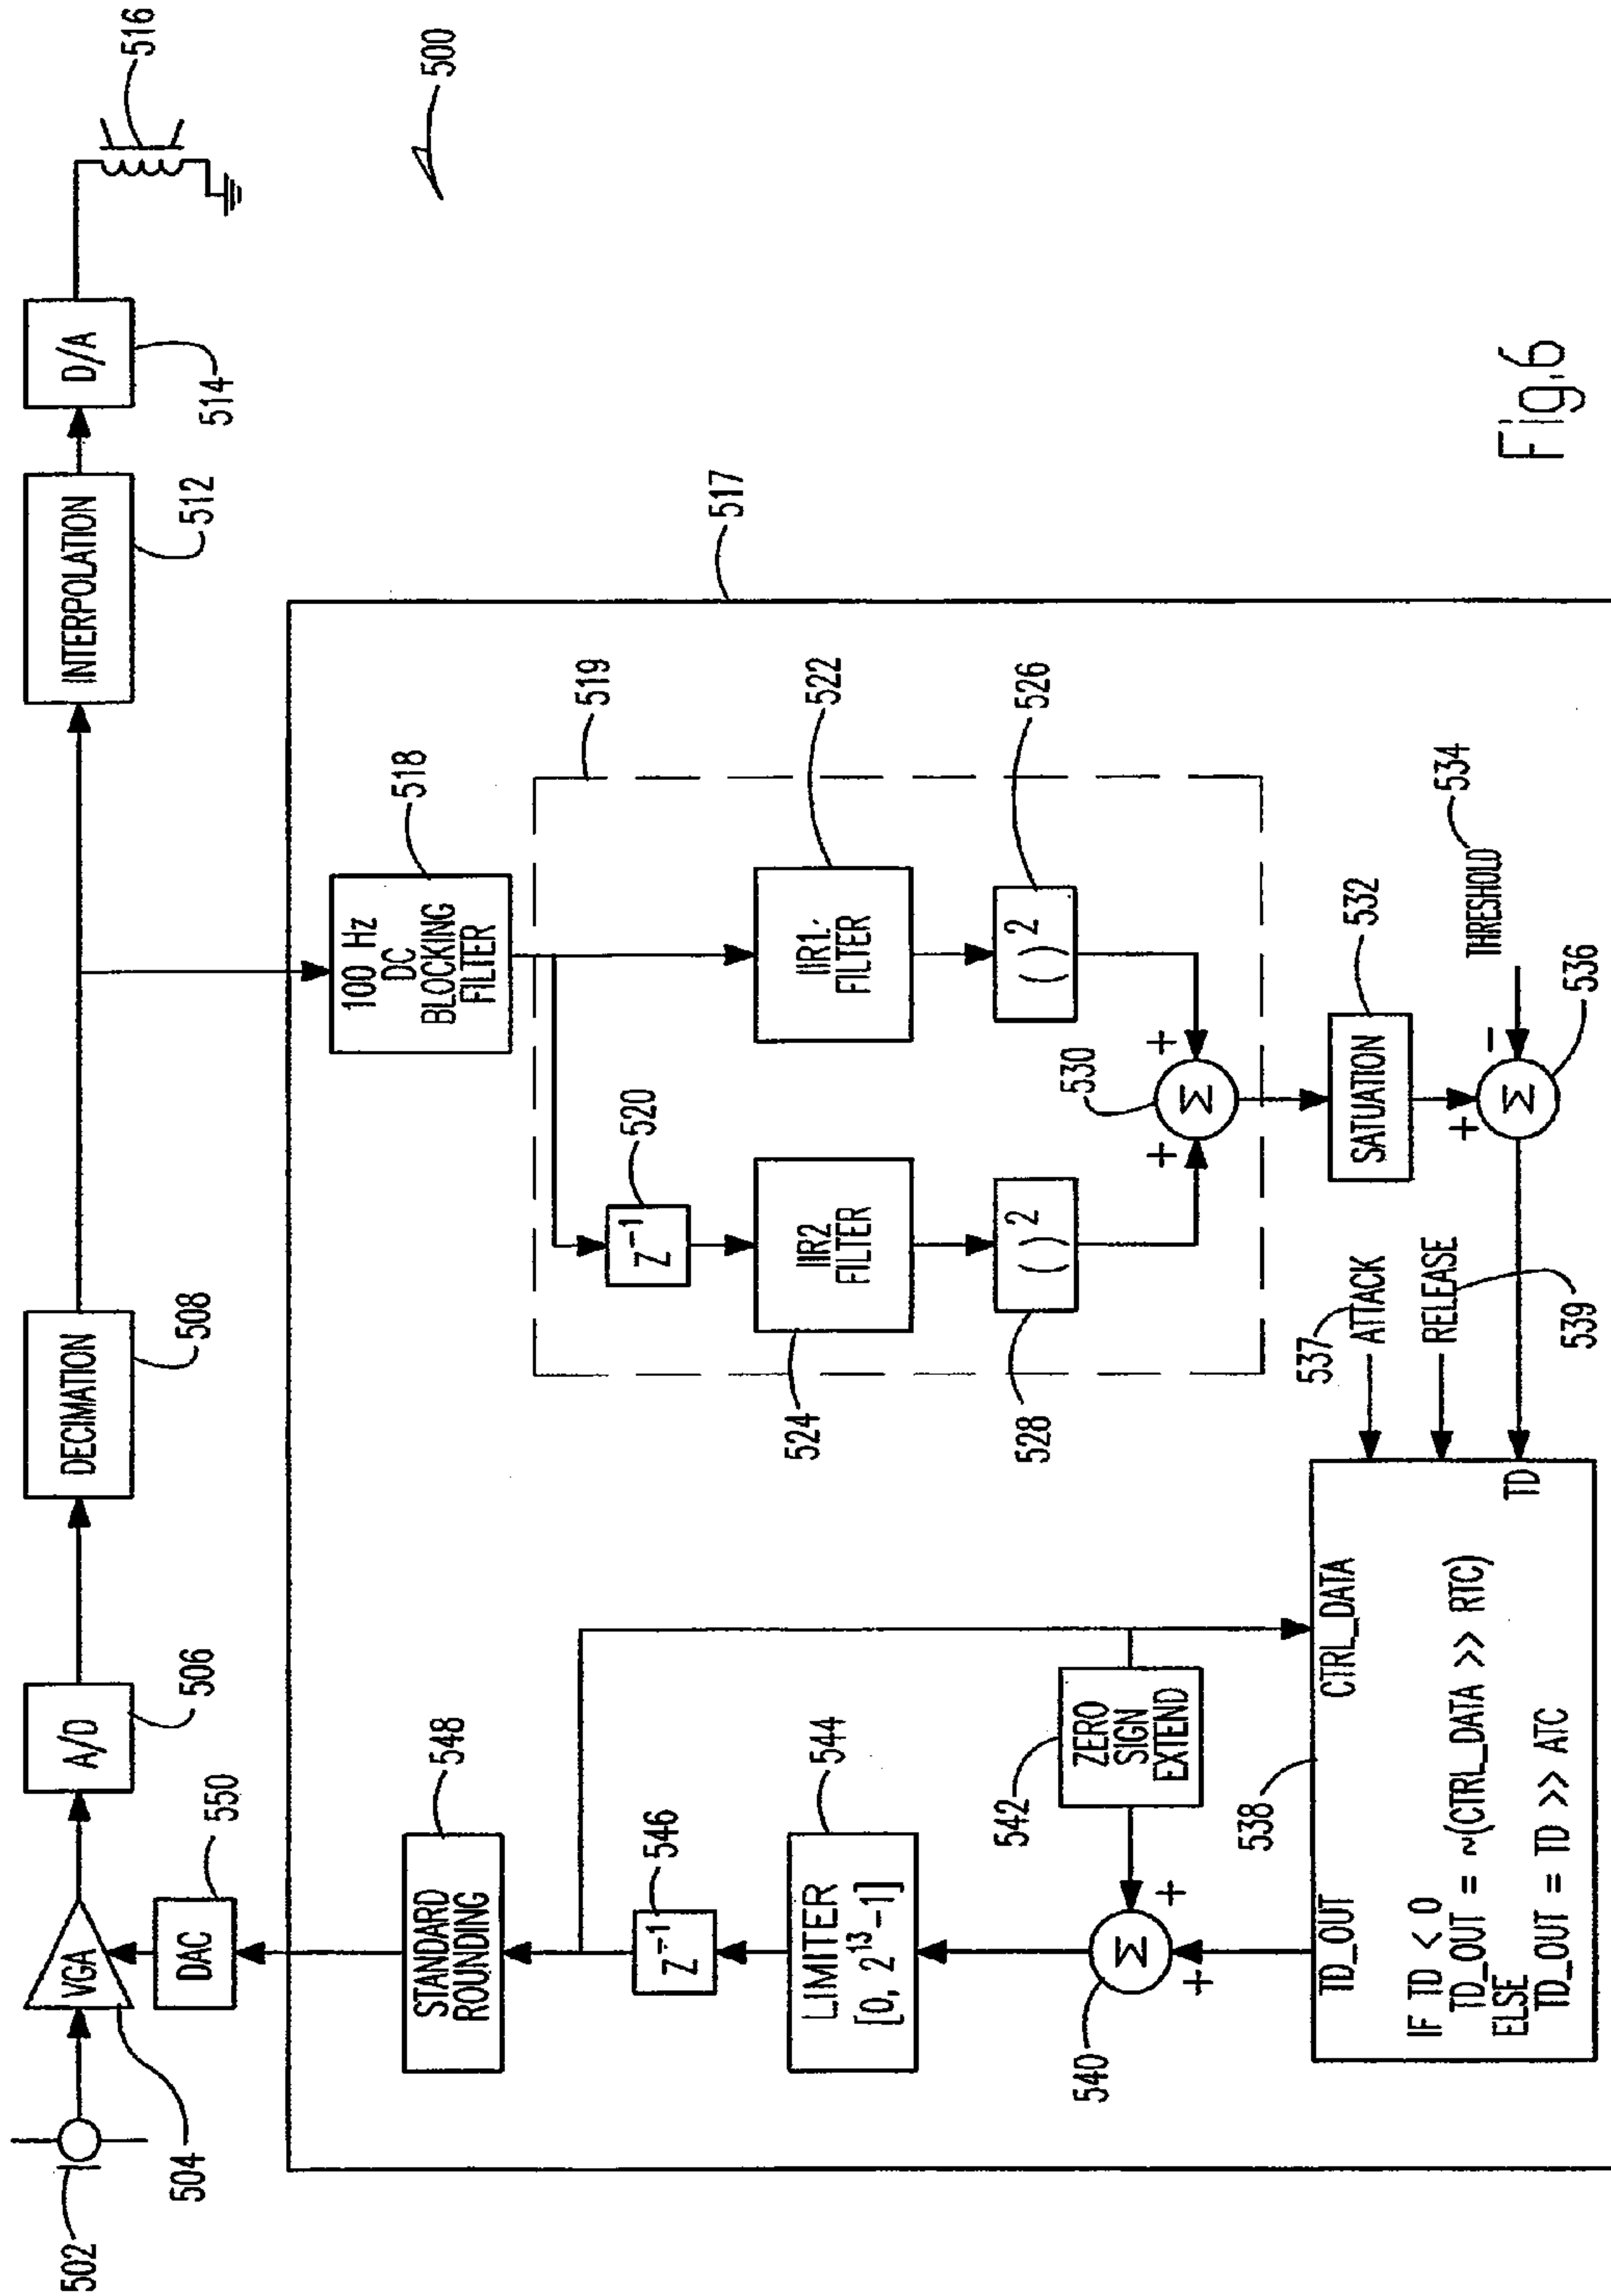 502
504
VGA
550
DAC
A/D
506
DECIMATION
508
INTERPOLATION
512
D/A
514
516
500
517
548
STANDARD
ROUNDING
546
Z⁻¹
544
LIMITER
[0, 2¹³-1]
540
Σ
+
+
542
ZERO
SIGN
EXTEND
100 Hz
DC
BLOCKING
FILTER
518
519
520
Z⁻¹
IIR2
FILTER
524
IIR1.
FILTER
522
( )²
528
( )²
526
530
+
+
Σ
SATUATION
532
THRESHOLD
534
+
-
Σ
536
537
ATTACK
RELEASE
539
538
TD_OUT
CTRL_DATA
TD
IF TD < 0
TD_OUT = ~(CTRL_DATA >> RTC)
ELSE
TD_OUT = TD >> ATC
Fig.6